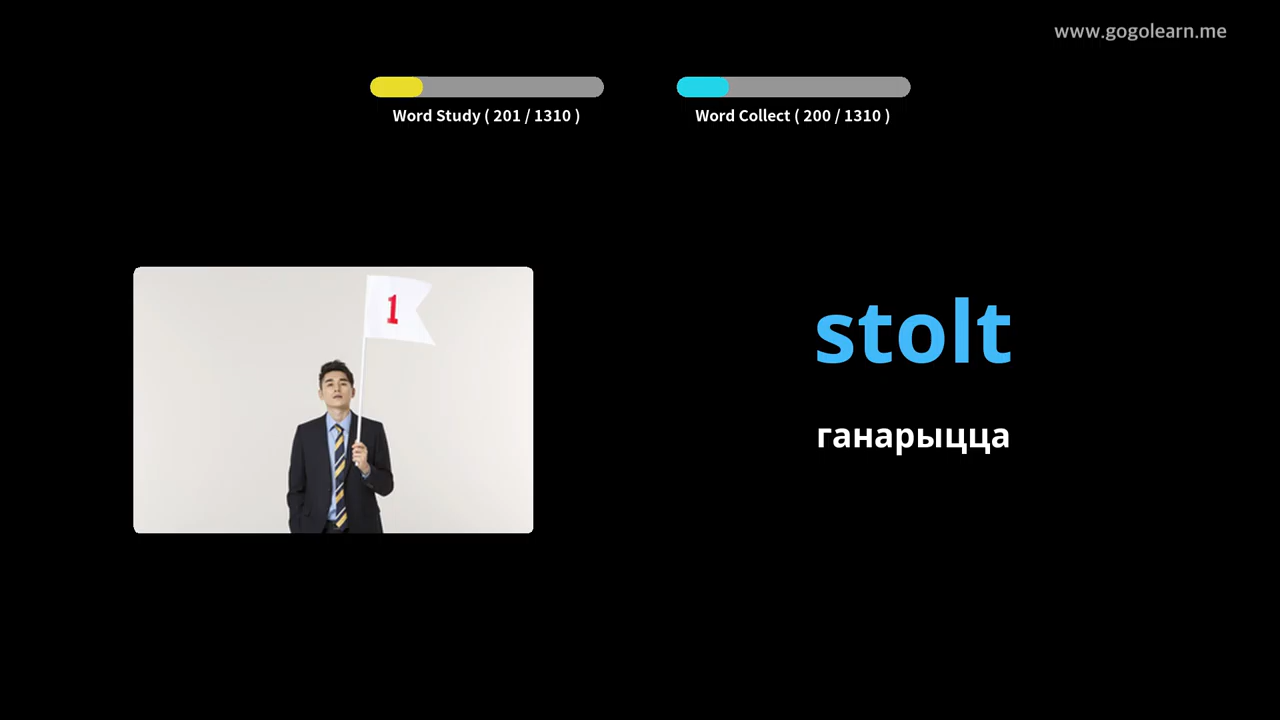 www.gogolearn.me
Word Study ( 201 / 1310 )
Word Collect ( 200 / 1310 )
1
stolt
ганарыцца